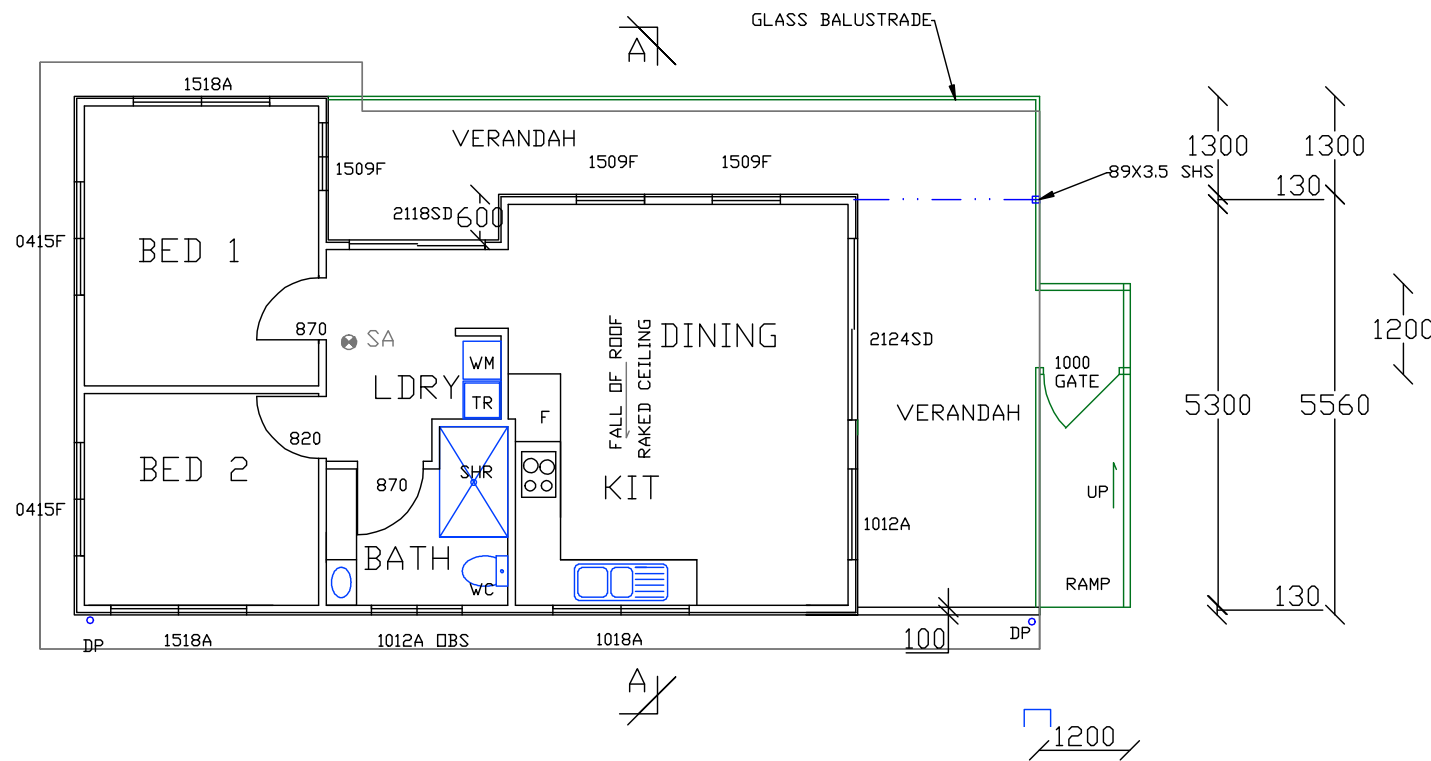 GLASS BALUSTRADE
A
1518A
VERANDAH
1300
1300
1509F
1509F
1509F
89X3.5 SHS
130
2118SD
600
0415F
BED 1
870
SA
DINING
FALL OF ROOF
RAKED CEILING
2124SD
1200
WM
LDRY
TR
1000
GATE
F
VERANDAH
5300
5560
820
BED 2
SHR
870
KIT
UP
0415F
1012A
BATH
WC
RAMP
130
DP
1518A
1012A OBS
1018A
100
DP
A
1200